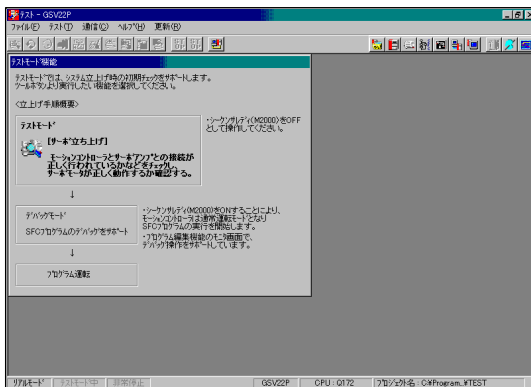 テスト - GSV22P
ファイル(F) テスト(T) 通信(C) ヘルプ(H) 更新(R)
テストモード機能
テストモードでは、システム立上げ時の初期チェックをサポートします。
ツールボタンより実行したい機能を選択してください。
<立上げ手順概要>
テストモード
[サーボ立ち上げ]
モーションコントローラとサーボアンプとの接続が
正しく行われているかなどをチェックし、
サーボモータが正しく動作するか確認する。
・シーケンサレディ(M2000)をOFF
として操作してください。
↓
デバッグモード
SFCプログラムのデバッグをサポート
・シーケンサレディ(M2000)をONすることにより、
モーションコントローラは通常運転モードとなり
SFCプログラムの実行を開始します。
・プログラム編集機能のモニタ画面で、
デバッグ操作をサポートしています。
↓
プログラム運転
リアルモード テストモード中 非常停止 GSV22P CPU : Q172 プロジェクト名 : C:¥Program_¥TEST